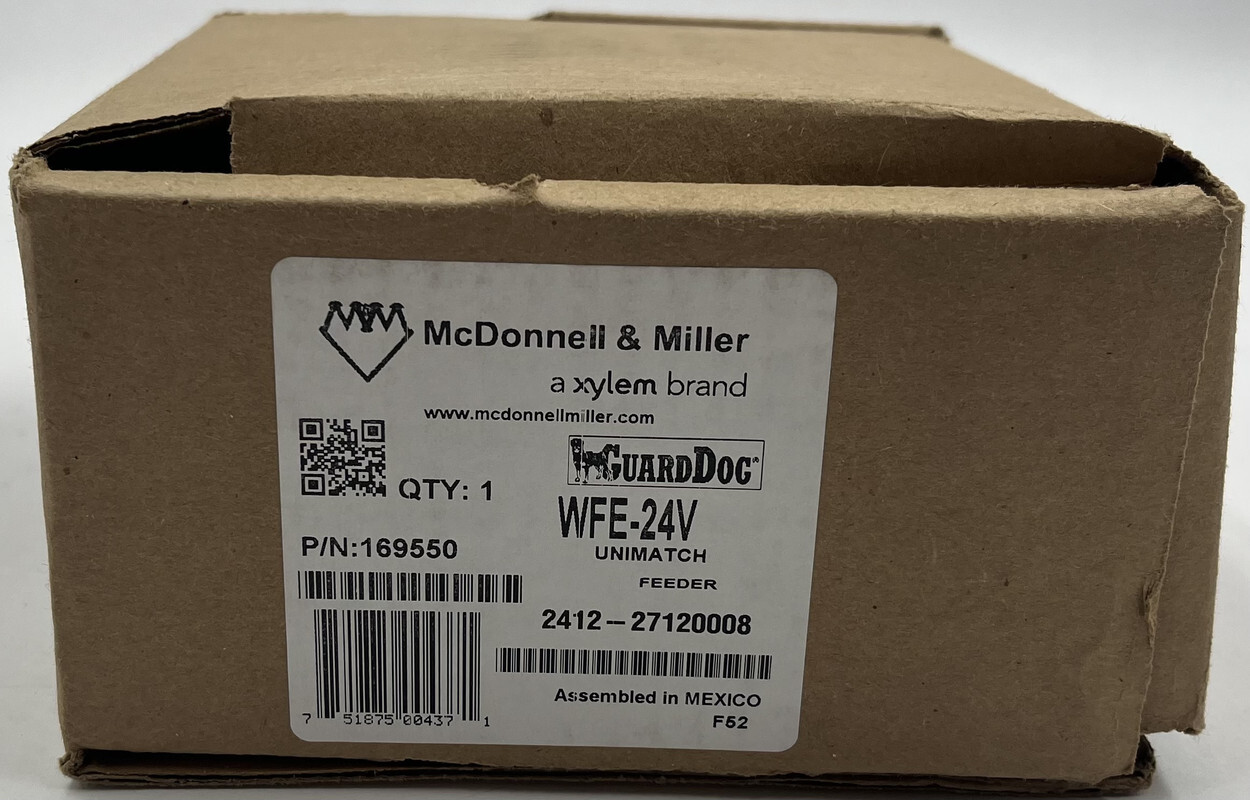 McDonnell & Miller
a xylem brand
www.mcdonnellmiller.com
GUARDDOG®
QTY: 1
WFE-24V
UNIMATCH
P/N:169550
FEEDER
2412-27120008
Assembled in MEXICO
7 51875 00437 1
F52